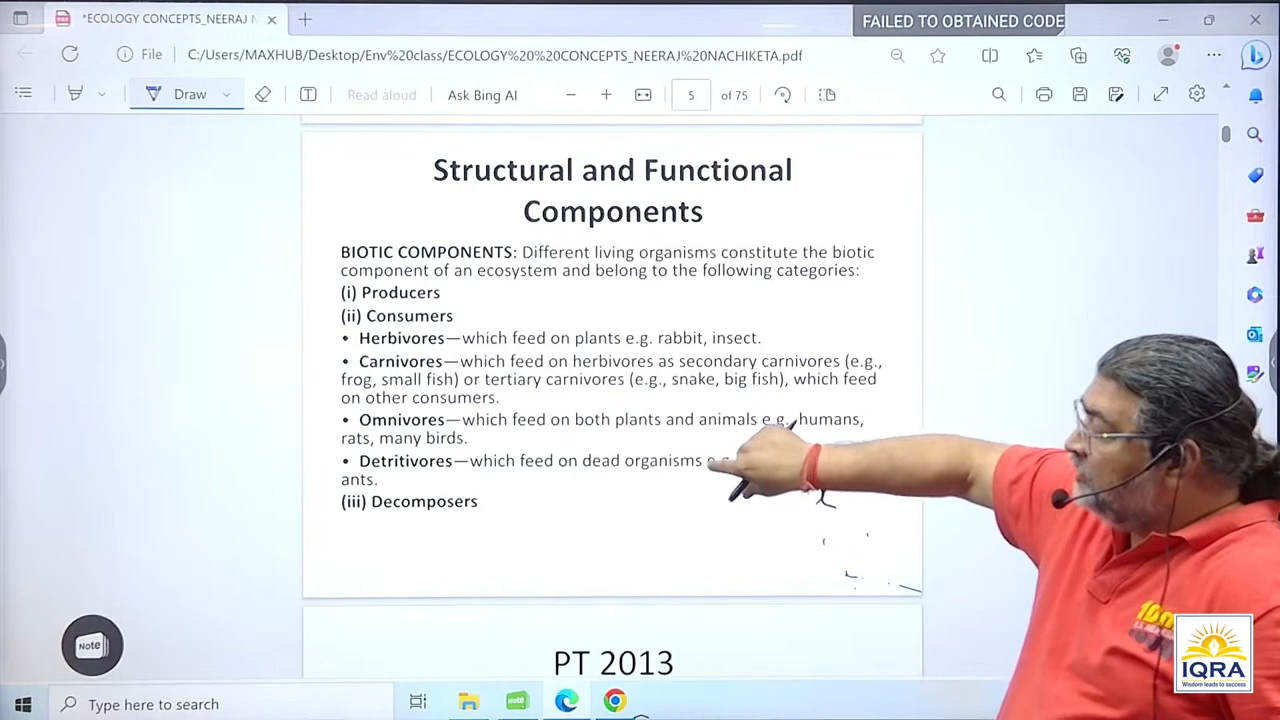 *ECOLOGY CONCEPTS_NEERAJ N
FAILED TO OBTAINED CODE
File
C:/Users/MAXHUB/Desktop/Env%20class/ECOLOGY%20%20CONCEPTS_NEERAJ%20NACHIKETA.pdf
Draw
Read aloud
Ask Bing AI
5
of 75
Structural and Functional
Components
BIOTIC COMPONENTS: Different living organisms constitute the biotic
component of an ecosystem and belong to the following categories:
(i) Producers
(ii) Consumers
• Herbivores—which feed on plants e.g. rabbit, insect.
• Carnivores—which feed on herbivores as secondary carnivores (e.g.,
frog, small fish) or tertiary carnivores (e.g., snake, big fish), which feed
on other consumers.
• Omnivores—which feed on both plants and animals e.g., humans,
rats, many birds.
• Detritivores—which feed on dead organisms
ants.
(iii) Decomposers
PT 2013
Note
IQRA
Wisdom leads to success
Type here to search
note